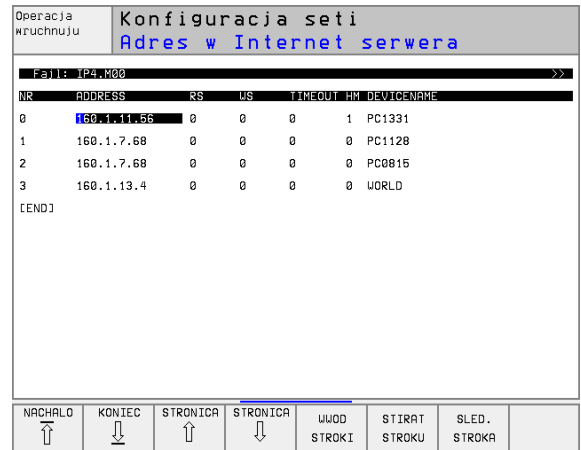 Operacja
wruchnuju
Konfiguracja seti
Adres w Internet serwera
Fajl: IP4.M00 >>
NR ADDRESS RS WS TIMEOUT HM DEVICENAME
0 160.1.11.56 0 0 0 1 PC1331
1 160.1.7.68 0 0 0 0 PC1128
2 160.1.7.68 0 0 0 0 PC0815
3 160.1.13.4 0 0 0 0 WORLD
[END]
NACHALO KONIEC STRONICA STRONICA WWOD STROKI STIRAT STROKU SLED. STROKA